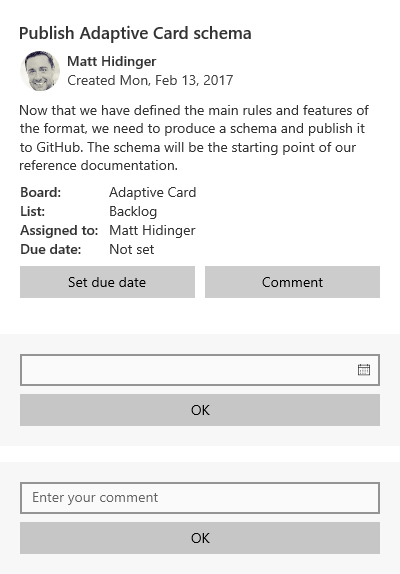 Publish Adaptive Card schema
Matt Hidinger
Created Mon, Feb 13, 2017
Now that we have defined the main rules and features of
the format, we need to produce a schema and publish it
to GitHub. The schema will be the starting point of our
reference documentation.
Board: Adaptive Card
List: Backlog
Assigned to: Matt Hidinger
Due date: Not set
Set due date Comment
OK
Enter your comment
OK